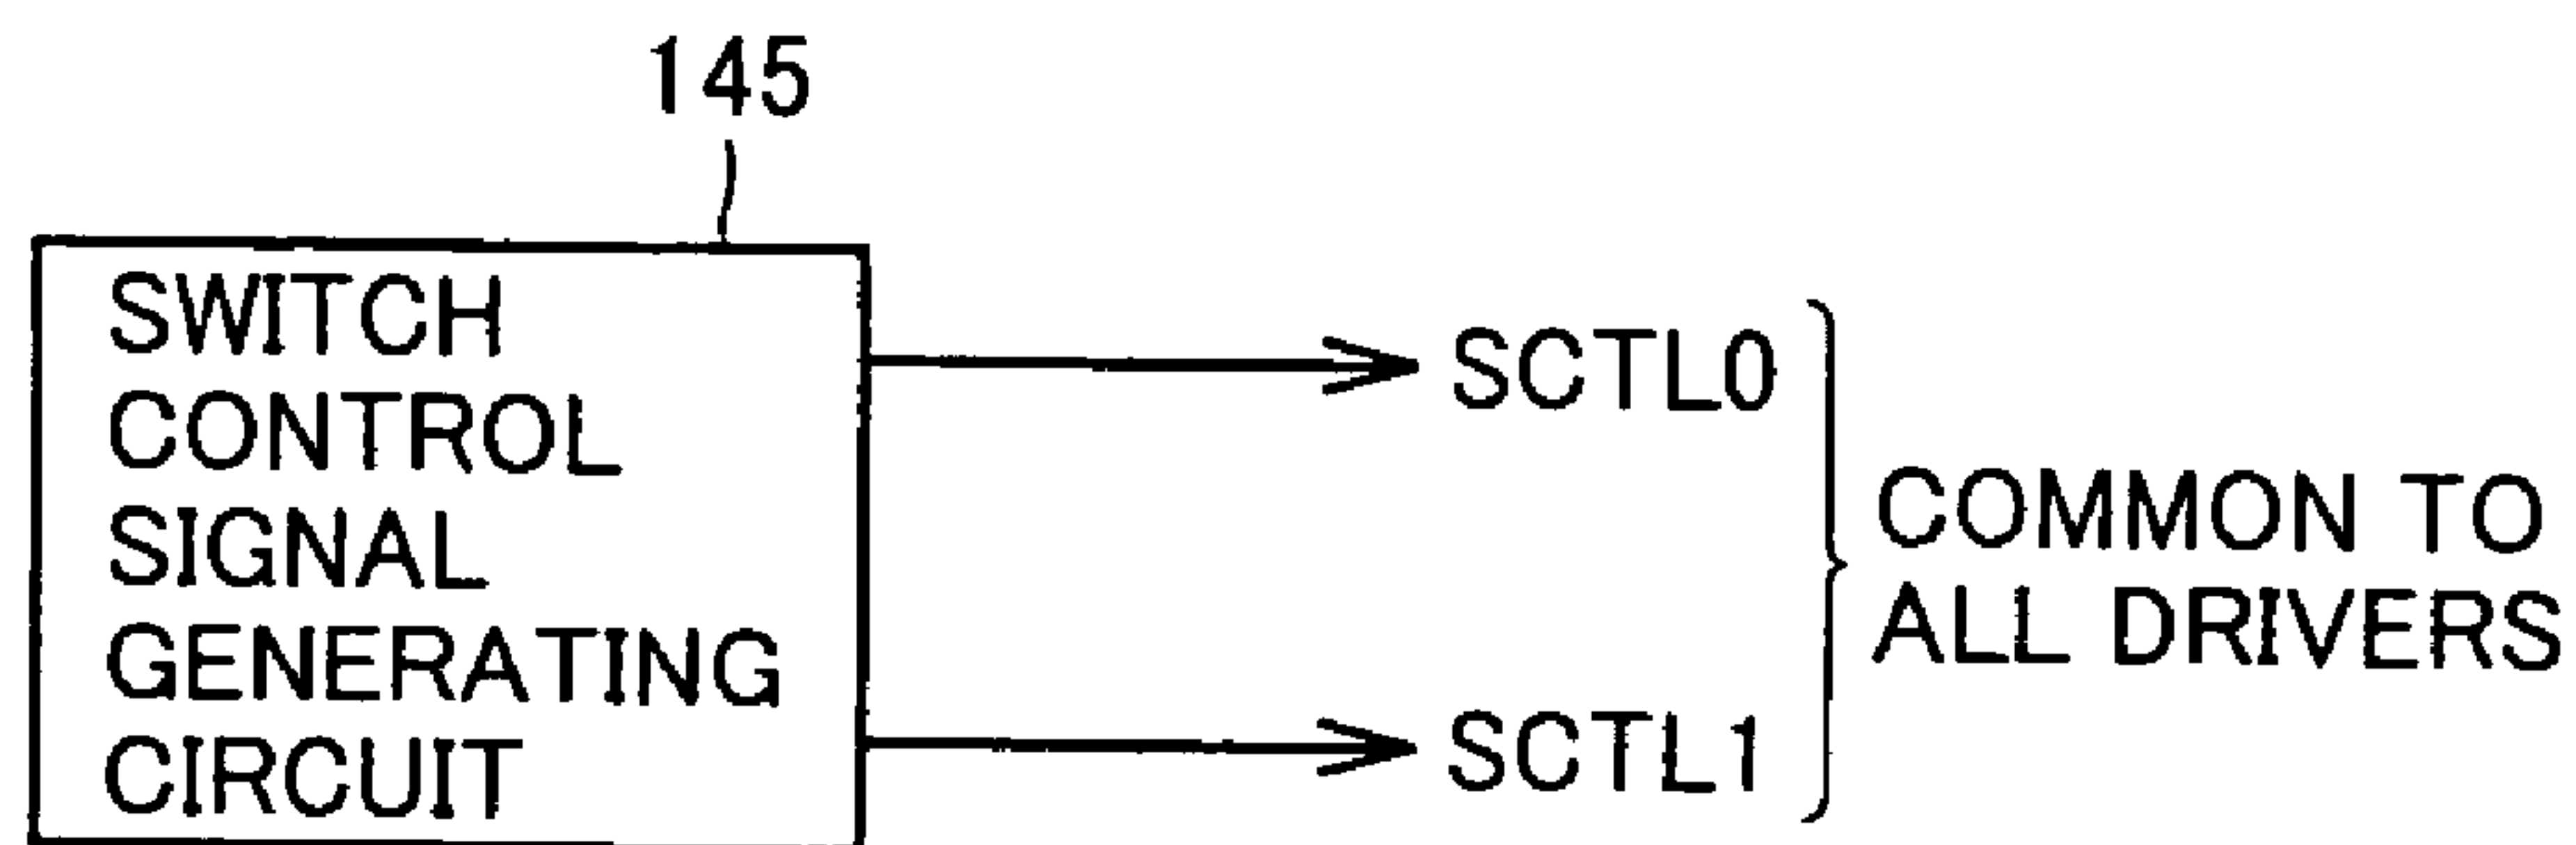 145
SWITCH
CONTROL
SIGNAL
GENERATING
CIRCUIT
SCTL0
SCTL1
COMMON TO
ALL DRIVERS